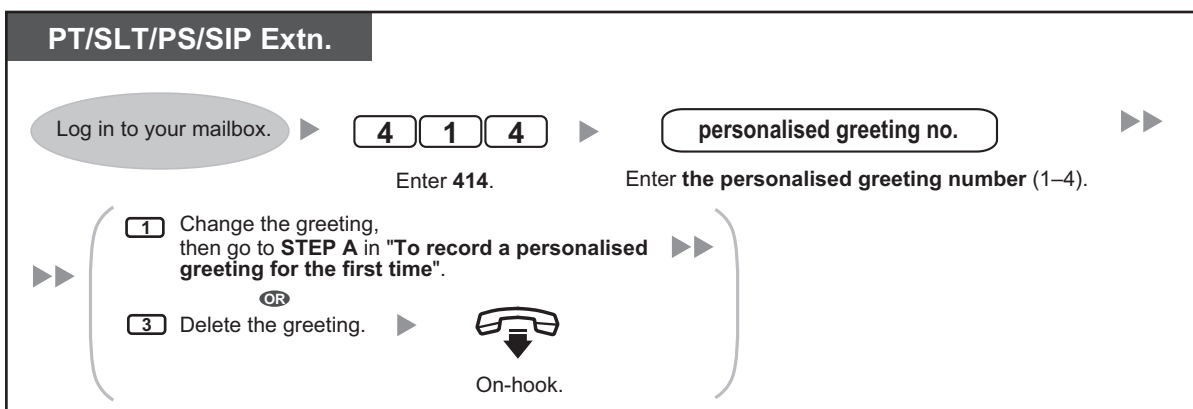 PT/SLT/PS/SIP Extn.
Log in to your mailbox.
4 1 4
personalised greeting no.
Enter 414.
Enter the personalised greeting number (1–4).
1 Change the greeting,
then go to STEP A in "To record a personalised
greeting for the first time".
OR
3 Delete the greeting.
On-hook.